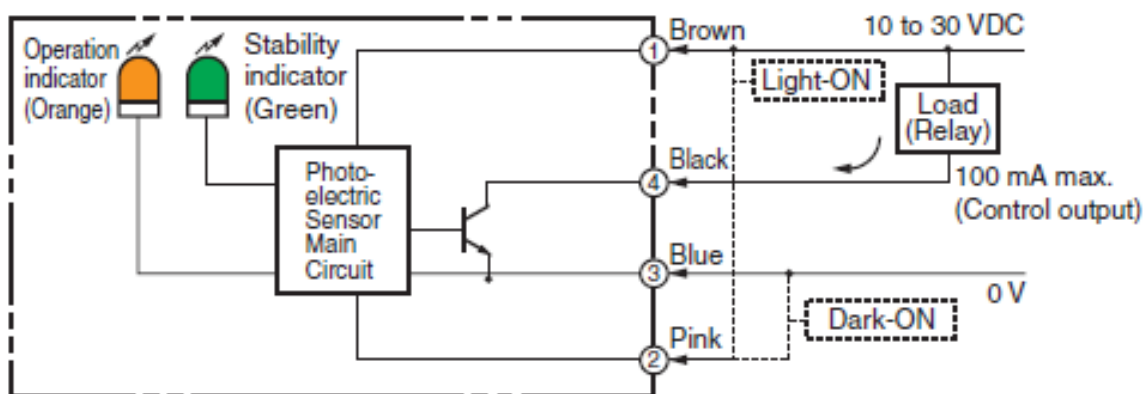 Operation
indicator
(Orange)
Stability
indicator
(Green)
Photo-
electric
Sensor
Main
Circuit
1
Brown
10 to 30 VDC
Light-ON
Load
(Relay)
4
Black
100 mA max.
(Control output)
3
Blue
0 V
Dark-ON
2
Pink